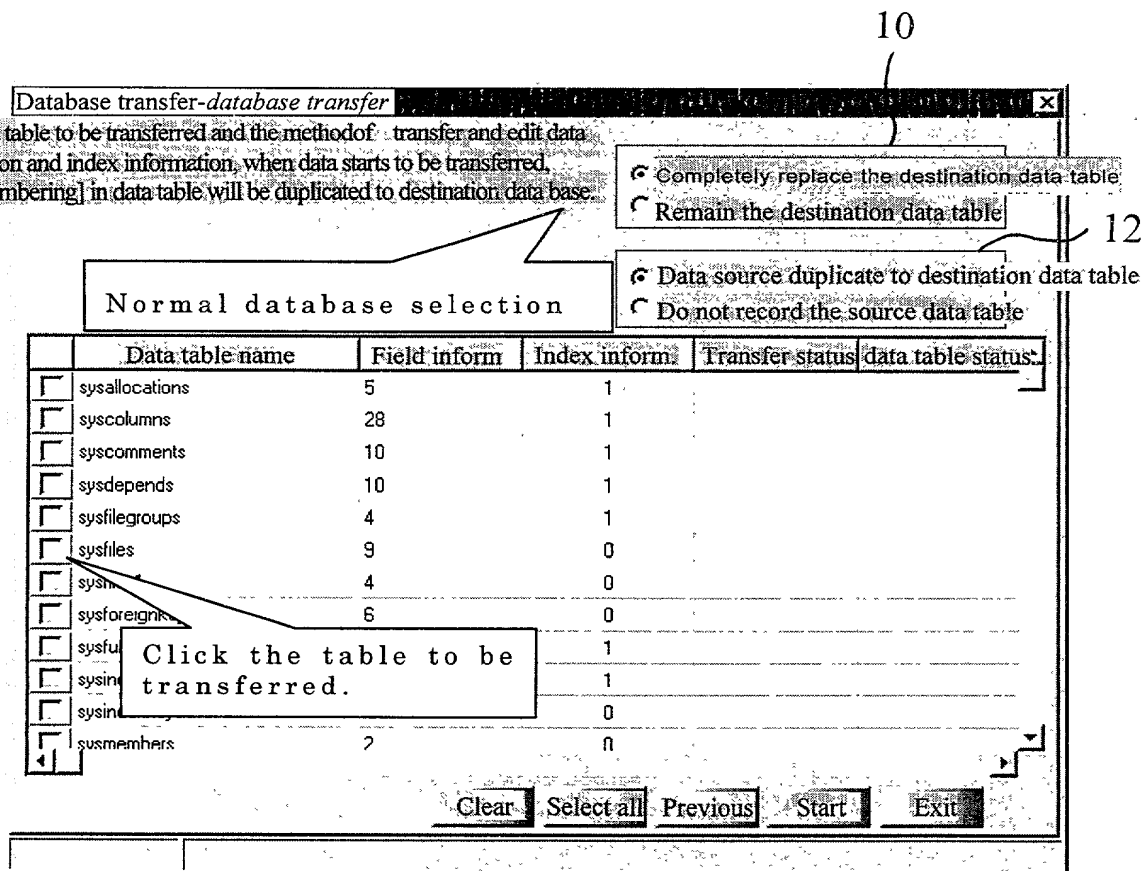 10
Database transfer-database transfer
table to be transferred and the methodof transfer and edit data
on and index information, when data starts to be transferred,
mbering] in data table will be duplicated to destination data base.
Completely replace the destination data table
Remain the destination data table
12
Data source duplicate to destination data table
Do not record the source data table
Normal database selection
Data table name Field inform Index inform. Transfer status data table status
sysallocations 5 1
syscolumns 28 1
syscomments 10 1
sysdepends 10 1
sysfilegroups 4 1
sysfiles 9 0
4 0
6 0
1
1
0
sysmembers 2 0
Click the table to be
transferred.
Clear Select all Previous Start Exit